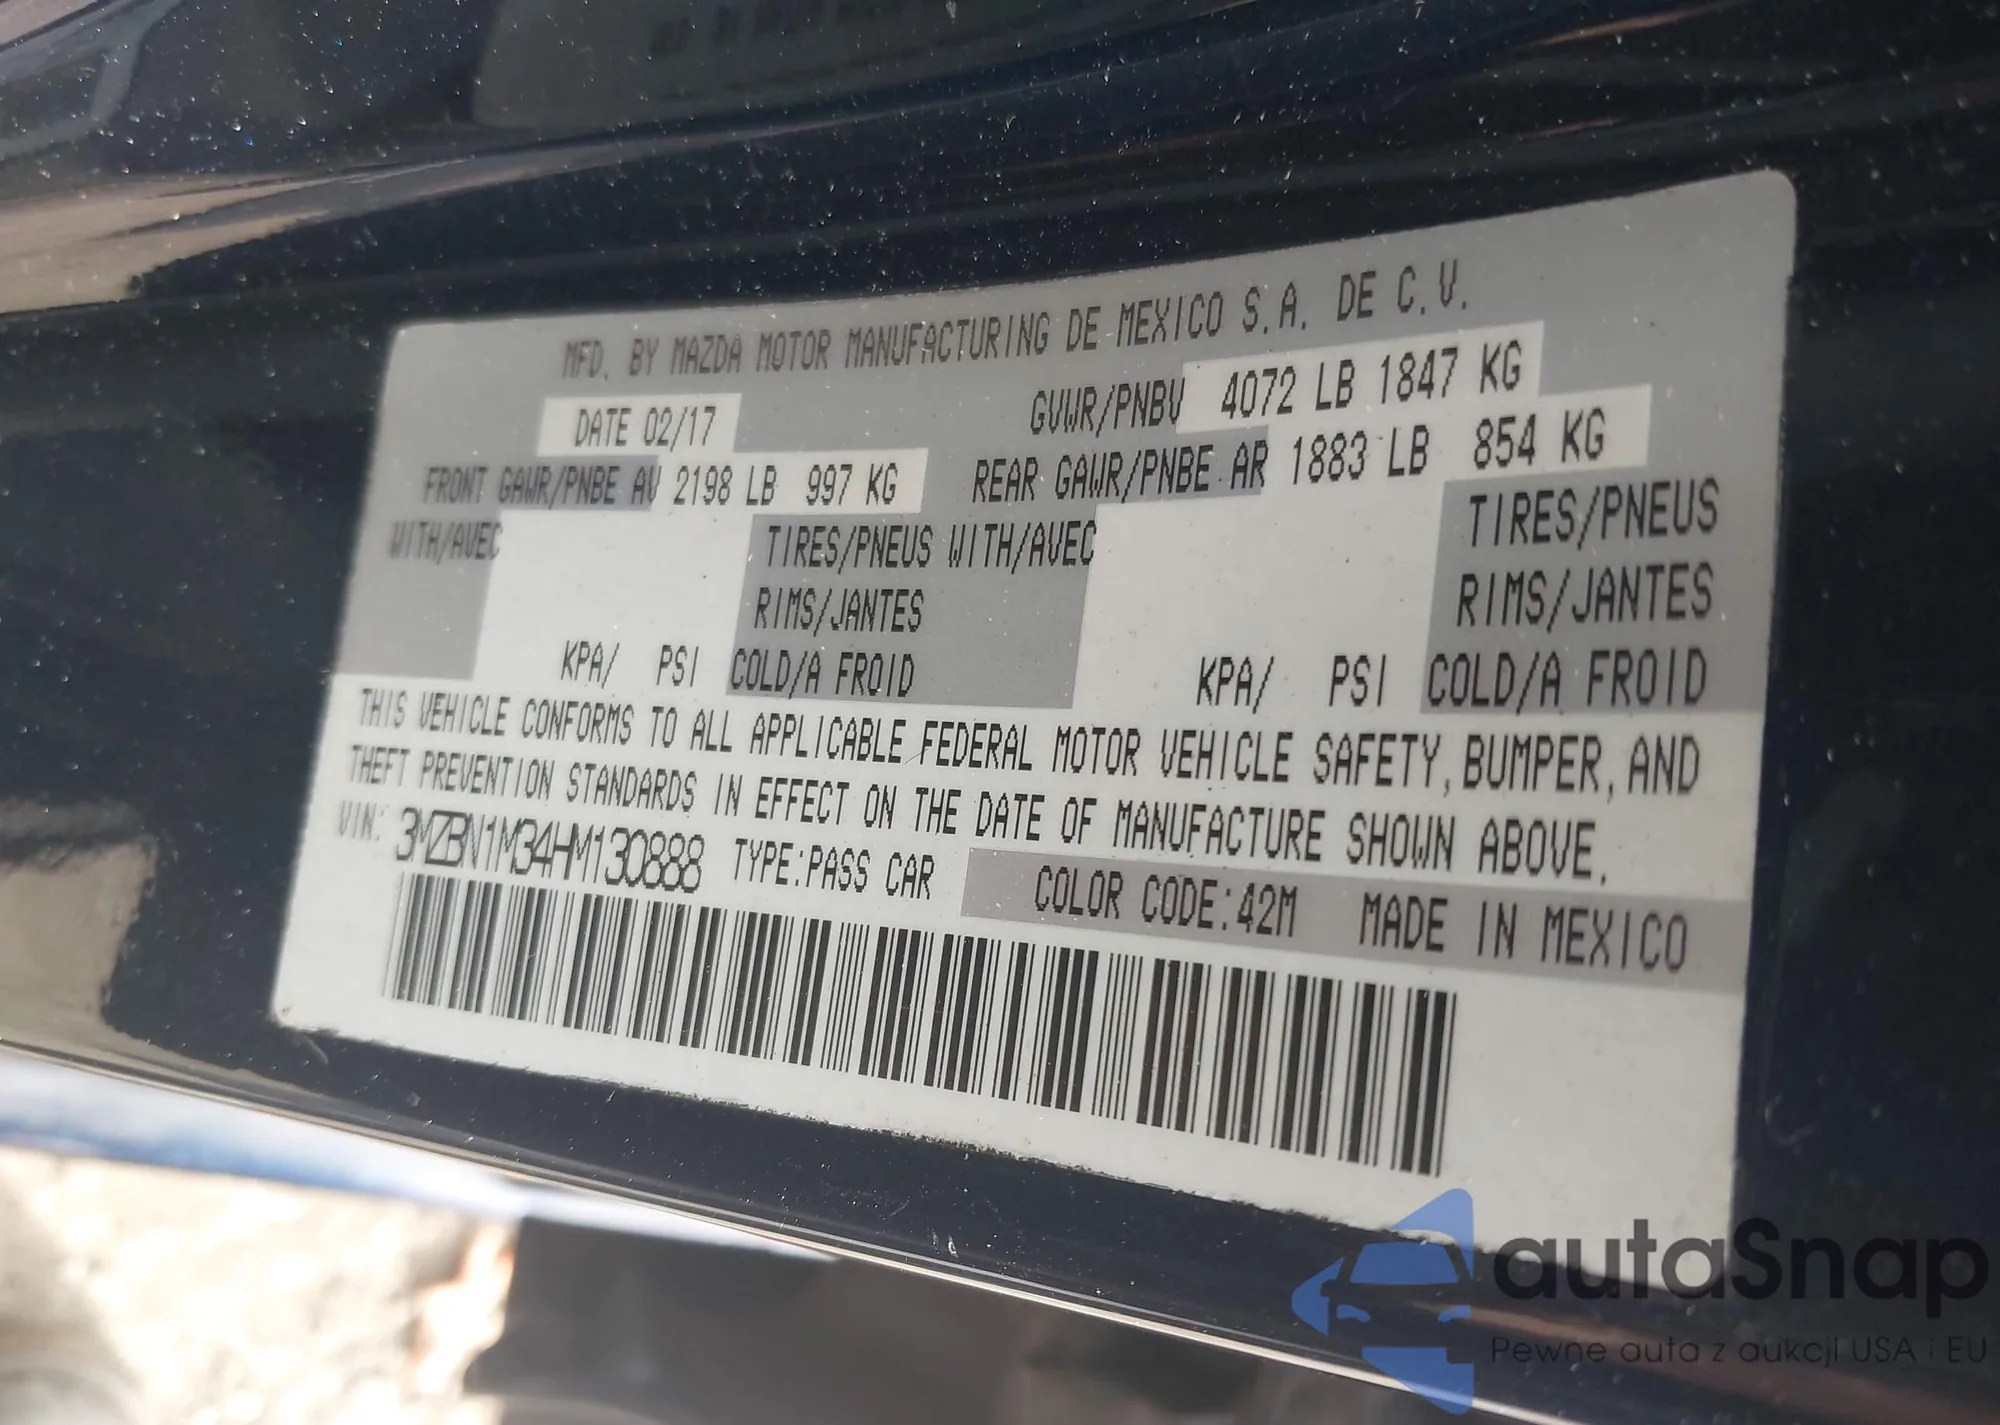 MFD. BY MAZDA MOTOR MANUFACTURING DE MEXICO S.A. DE C.V.
DATE 02/17 GVWR/PNBV 4072 LB 1847 KG
FRONT GAWR/PNBE AV 2198 LB 997 KG REAR GAWR/PNBE AR 1883 LB 854 KG
WITH/AVEC TIRES/PNEUS WITH/AVEC TIRES/PNEUS
RIMS/JANTES RIMS/JANTES
KPA/ PSI COLD/A FROID KPA/ PSI COLD/A FROID
THIS VEHICLE CONFORMS TO ALL APPLICABLE FEDERAL MOTOR VEHICLE SAFETY, BUMPER, AND
THEFT PREVENTION STANDARDS IN EFFECT ON THE DATE OF MANUFACTURE SHOWN ABOVE.
VIN: 3MZBN1M34HM130888 TYPE:PASS CAR COLOR CODE:42M MADE IN MEXICO
autaSnap
Pewne auta z aukcji USA i EU